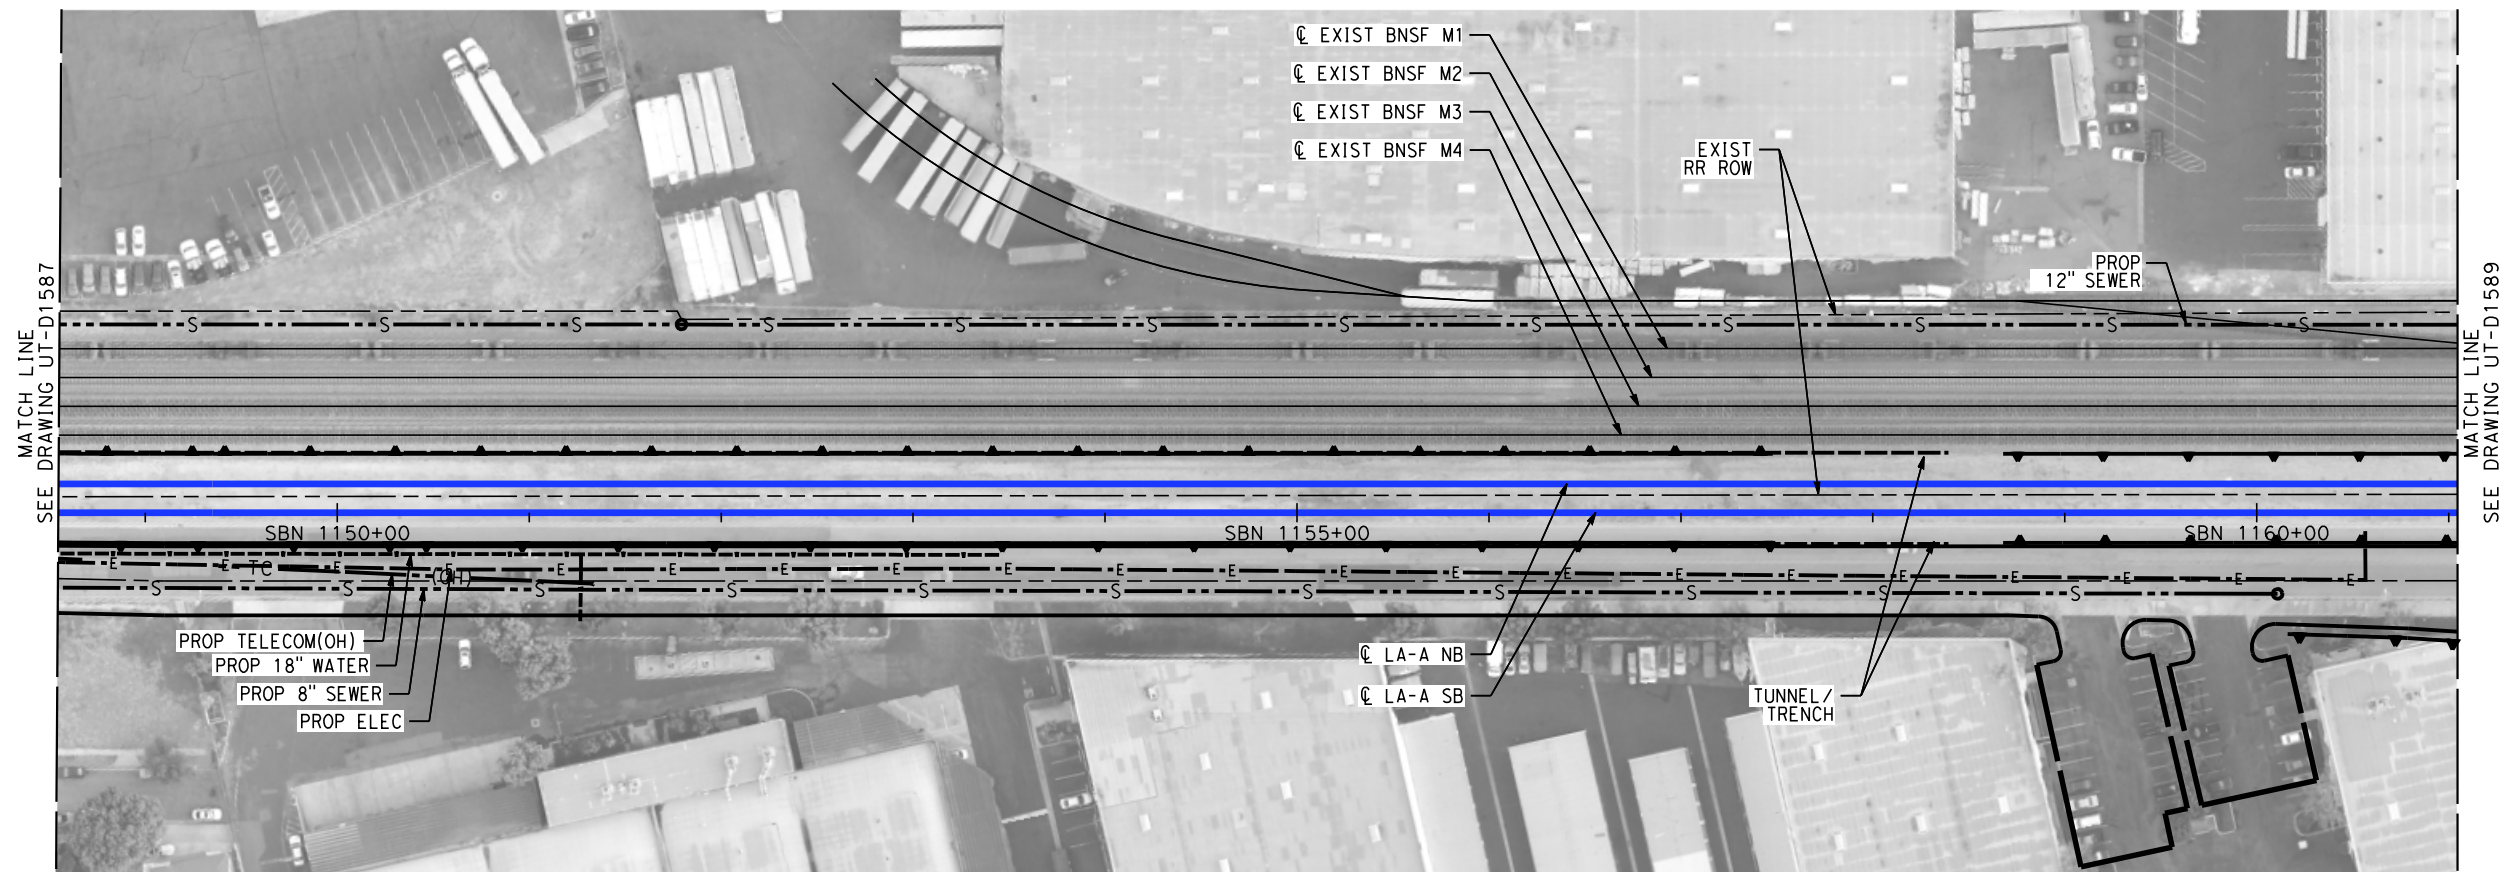 ℄ EXIST BNSF M1
℄ EXIST BNSF M2
℄ EXIST BNSF M3
℄ EXIST BNSF M4
EXIST
RR ROW
PROP
12" SEWER
MATCH LINE
SEE DRAWING UT-D1587
MATCH LINE
SEE DRAWING UT-D1589
S S S S S S S S S S S S
SBN 1150+00
SBN 1155+00
SBN 1160+00
E E E E E E E E E E E E E E E E E E E E E
TC (OH)
S S S S S S S S S S S
PROP TELECOM(OH)
PROP 18" WATER
PROP 8" SEWER
PROP ELEC
℄ LA-A NB
℄ LA-A SB
TUNNEL/
TRENCH